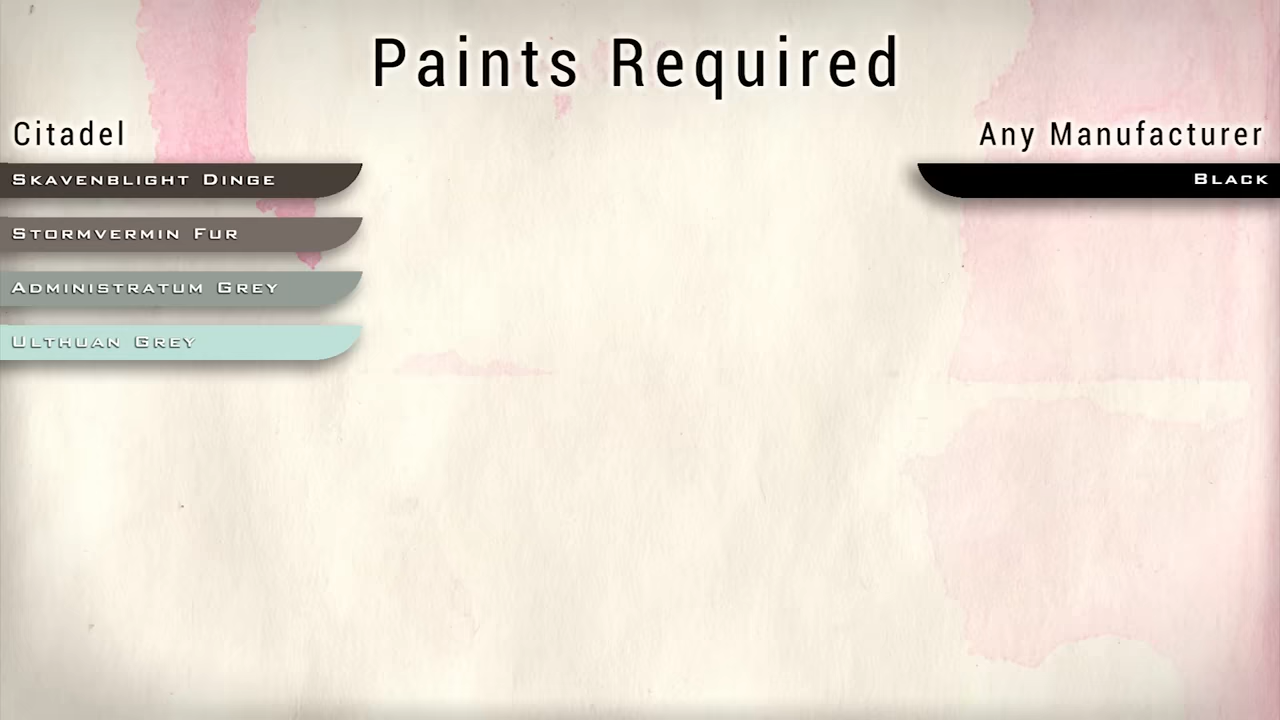 Paints Required
Citadel
Skavenblight Dinge
Stormvermin Fur
Administratum Grey
Ulthuan Grey
Any Manufacturer
Black